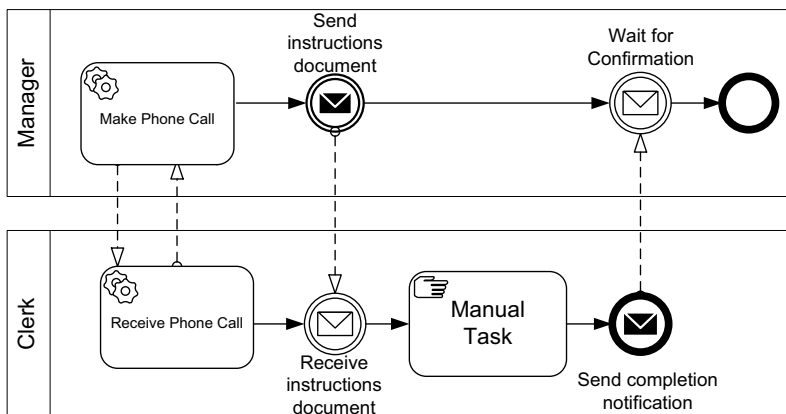 Manager
Make Phone Call
Send
instructions
document
Wait for
Confirmation
Clerk
Receive Phone Call
Receive
instructions
document
Manual
Task
Send completion
notification